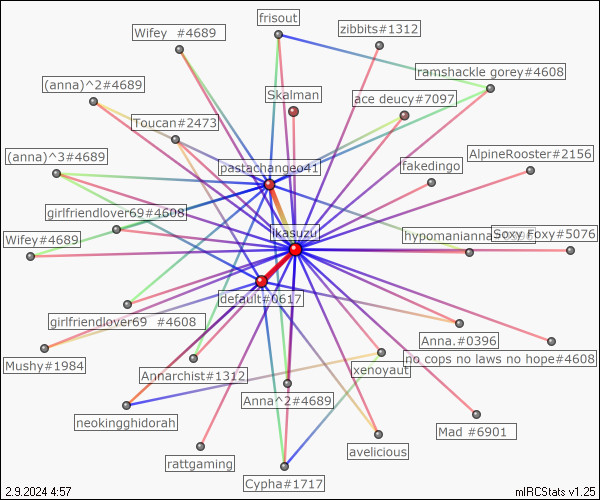 frisout
Wifey #4689
zibbits#1312
ramshackle gorey#4608
(anna)^2#4689
Skalman
ace deucy#7097
Toucan#2473
(anna)^3#4689
pastachangeo41
fakedingo
AlpineRooster#2156
girlfriendlover69#4608
Wifey#4689
ikasuzu
hypomanianna
Soxy Foxy#5076
default#0617
girlfriendlover69 #4608
Anna.#0396
Mushy#1984
Annarchist#1312
xenoyaut
no cops no laws no hope#4608
neokingghidorah
Anna^2#4689
Mad #6901
rattgaming
avelicious
Cypha#1717
2.9.2024 4:57
mIRCStats v1.25